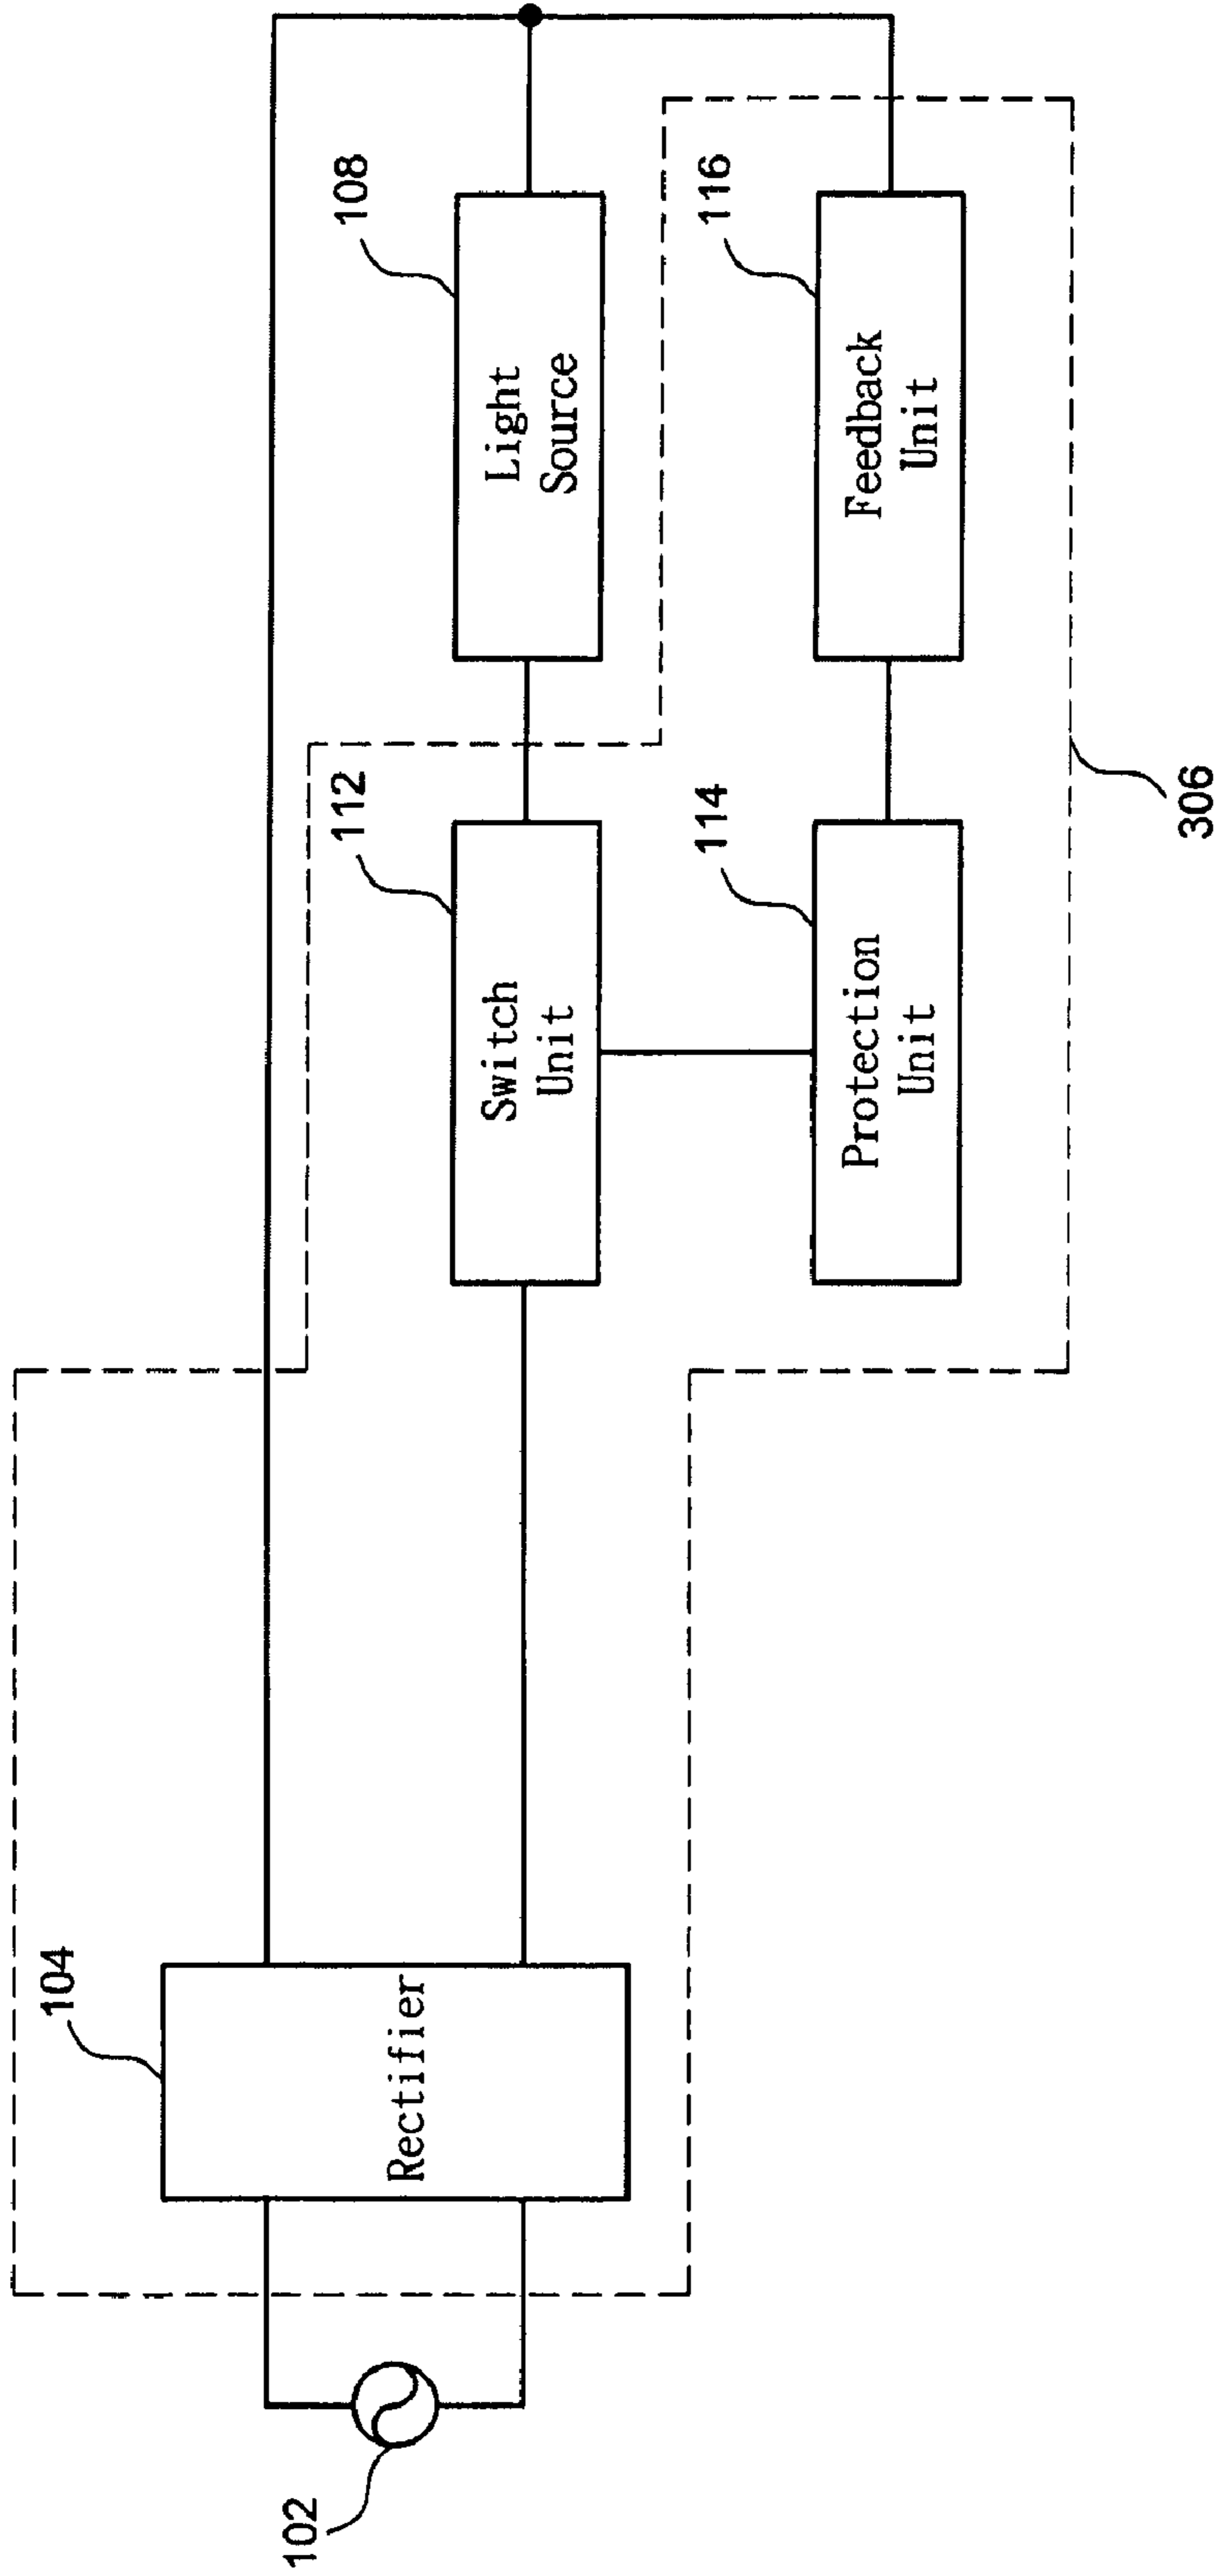 102
104
Rectifier
112
Switch
Unit
108
Light
Source
114
Protection
Unit
116
Feedback
Unit
306